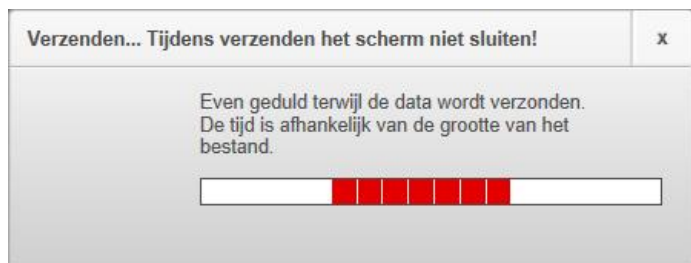 Verzenden... Tijdens verzenden het scherm niet sluiten!
x
Even geduld terwijl de data wordt verzonden.
De tijd is afhankelijk van de grootte van het
bestand.